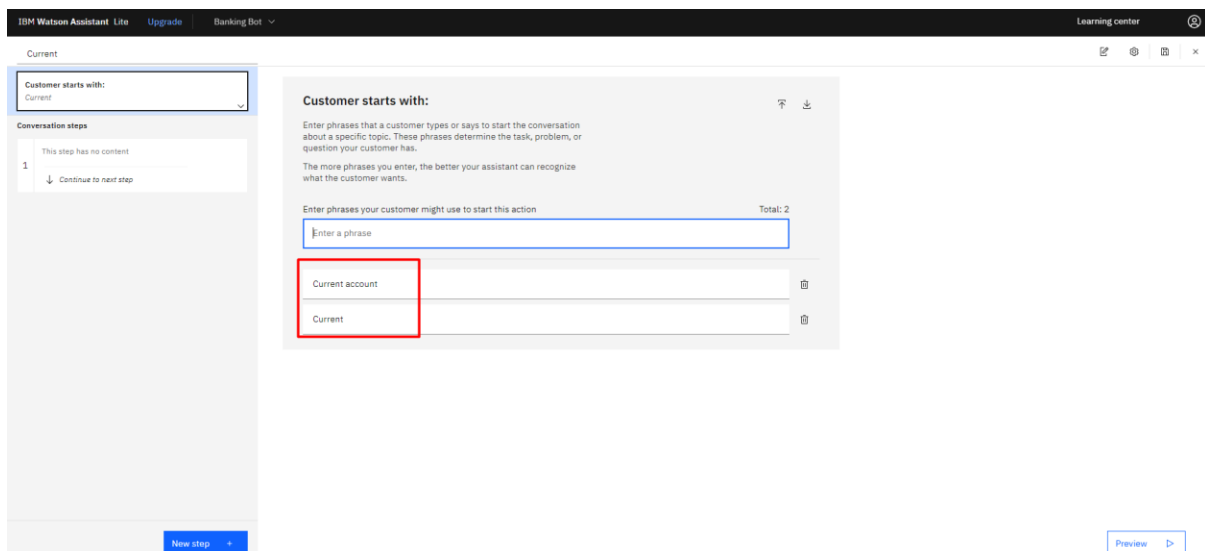 IBM Watson Assistant Lite Upgrade Banking Bot Learning center
Current
Customer starts with:
Current
Conversation steps
1
This step has no content
Continue to next step
New step +
Customer starts with:
Enter phrases that a customer types or says to start the conversation
about a specific topic. These phrases determine the task, problem, or
question your customer has.
The more phrases you enter, the better your assistant can recognize
what the customer wants.
Enter phrases your customer might use to start this action Total: 2
Enter a phrase
Current account
Current
Preview